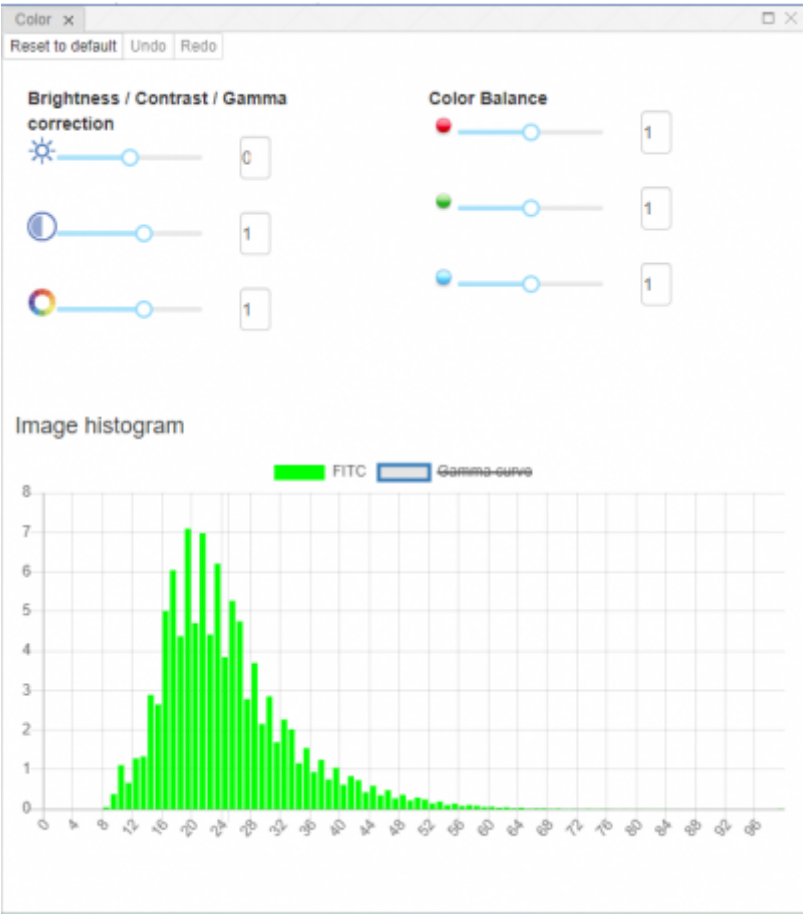 Color ×
Reset to default Undo Redo
Brightness / Contrast / Gamma
correction
0
1
1
Color Balance
1
1
1
Image histogram
FITC Gamma curve
8
7
6
5
4
3
2
1
0
0 4 8 12 16 20 24 28 32 36 40 44 48 52 56 60 64 68 72 76 80 84 88 92 96